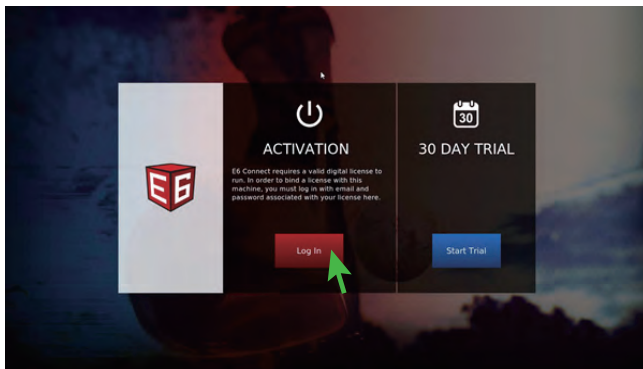 E6
ACTIVATION
E6 Connect requires a valid digital license to
run. In order to bind a license with this
machine, you must log in with email and
password associated with your license here.
Log In
30
30 DAY TRIAL
Start Trial